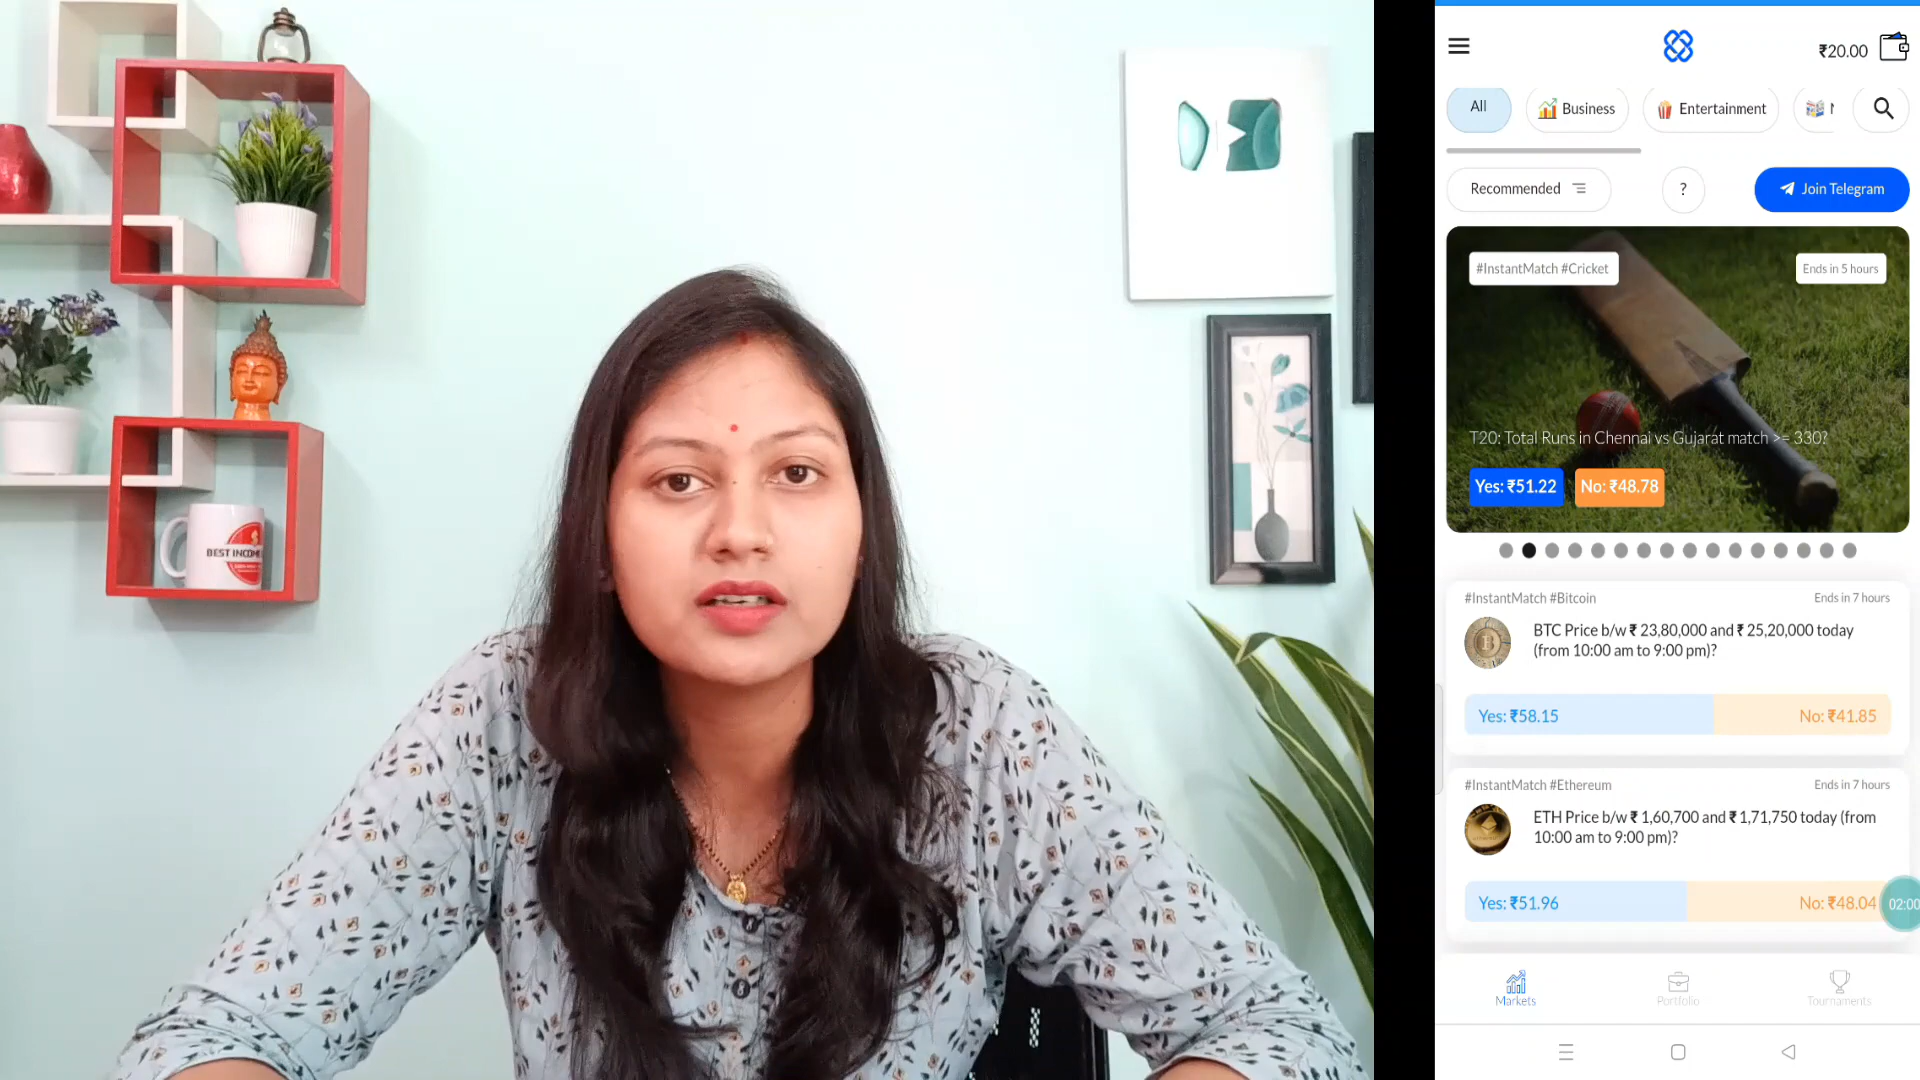 BEST INCOME
₹20.00
All
Business
Entertainment
Recommended
?
Join Telegram
#InstantMatch #Cricket
Ends in 5 hours
T20: Total Runs in Chennai vs Gujarat match >= 330?
Yes: ₹51.22
No: ₹48.78
#InstantMatch #Bitcoin
Ends in 7 hours
BTC Price b/w ₹ 23,80,000 and ₹ 25,20,000 today
(from 10:00 am to 9:00 pm)?
Yes: ₹58.15
No: ₹41.85
#InstantMatch #Ethereum
Ends in 7 hours
ETH Price b/w ₹ 1,60,700 and ₹ 1,71,750 today (from
10:00 am to 9:00 pm)?
Yes: ₹51.96
No: ₹48.04
02:00
Markets
Portfolio
Tournaments